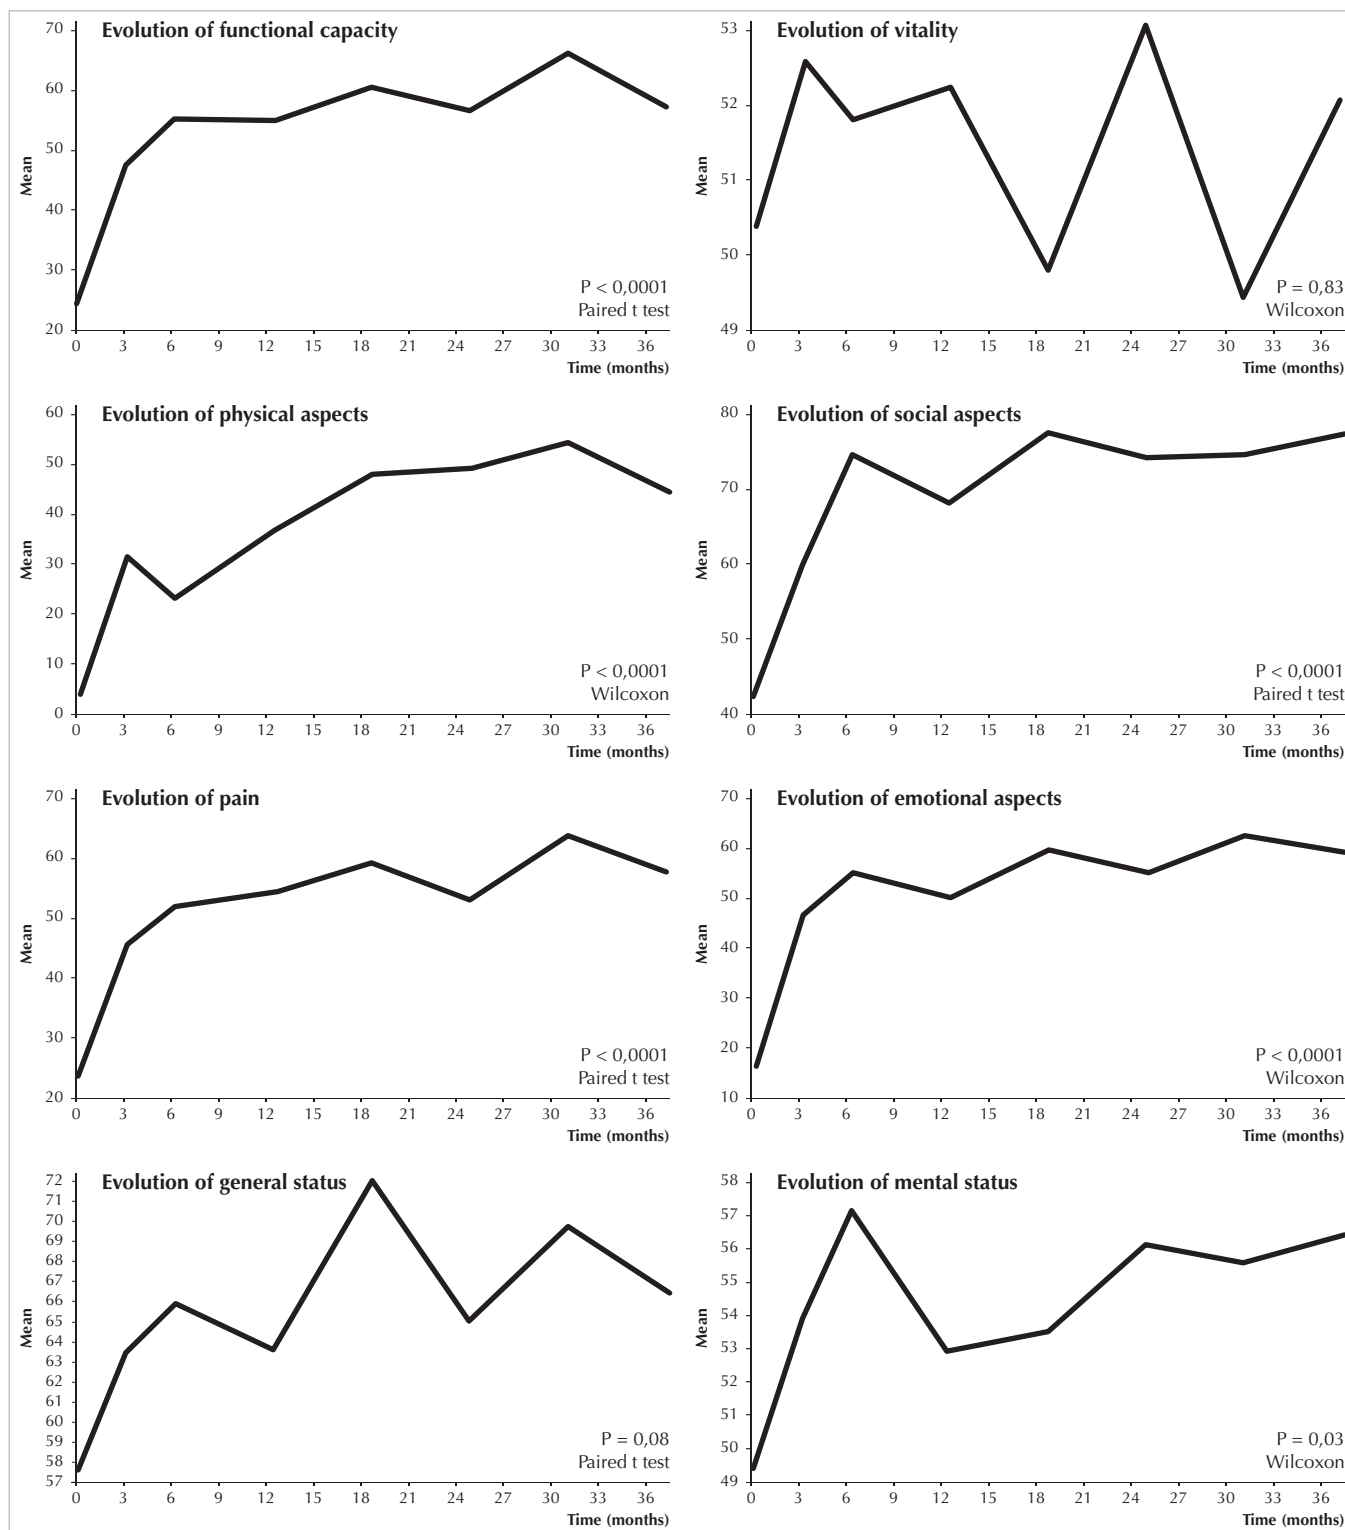 Evolution of functional capacity
70
60
50
40
30
20
Mean
P < 0,0001
Paired t test
0 3 6 9 12 15 18 21 24 27 30 33 36
Time (months)
Evolution of vitality
53
52
51
50
49
Mean
P = 0,83
Wilcoxon
0 3 6 9 12 15 18 21 24 27 30 33 36
Time (months)
Evolution of physical aspects
60
50
40
30
20
10
0
Mean
P < 0,0001
Wilcoxon
0 3 6 9 12 15 18 21 24 27 30 33 36
Time (months)
Evolution of social aspects
80
70
60
50
40
Mean
P < 0,0001
Paired t test
0 3 6 9 12 15 18 21 24 27 30 33 36
Time (months)
Evolution of pain
70
60
50
40
30
20
Mean
P < 0,0001
Paired t test
0 3 6 9 12 15 18 21 24 27 30 33 36
Time (months)
Evolution of emotional aspects
70
60
50
40
30
20
10
Mean
P < 0,0001
Wilcoxon
0 3 6 9 12 15 18 21 24 27 30 33 36
Time (months)
Evolution of general status
72
71
70
69
68
67
66
65
64
63
62
61
60
59
58
57
Mean
P = 0,08
Paired t test
0 3 6 9 12 15 18 21 24 27 30 33 36
Time (months)
Evolution of mental status
58
57
56
55
54
53
52
51
50
49
Mean
P = 0,03
Wilcoxon
0 3 6 9 12 15 18 21 24 27 30 33 36
Time (months)